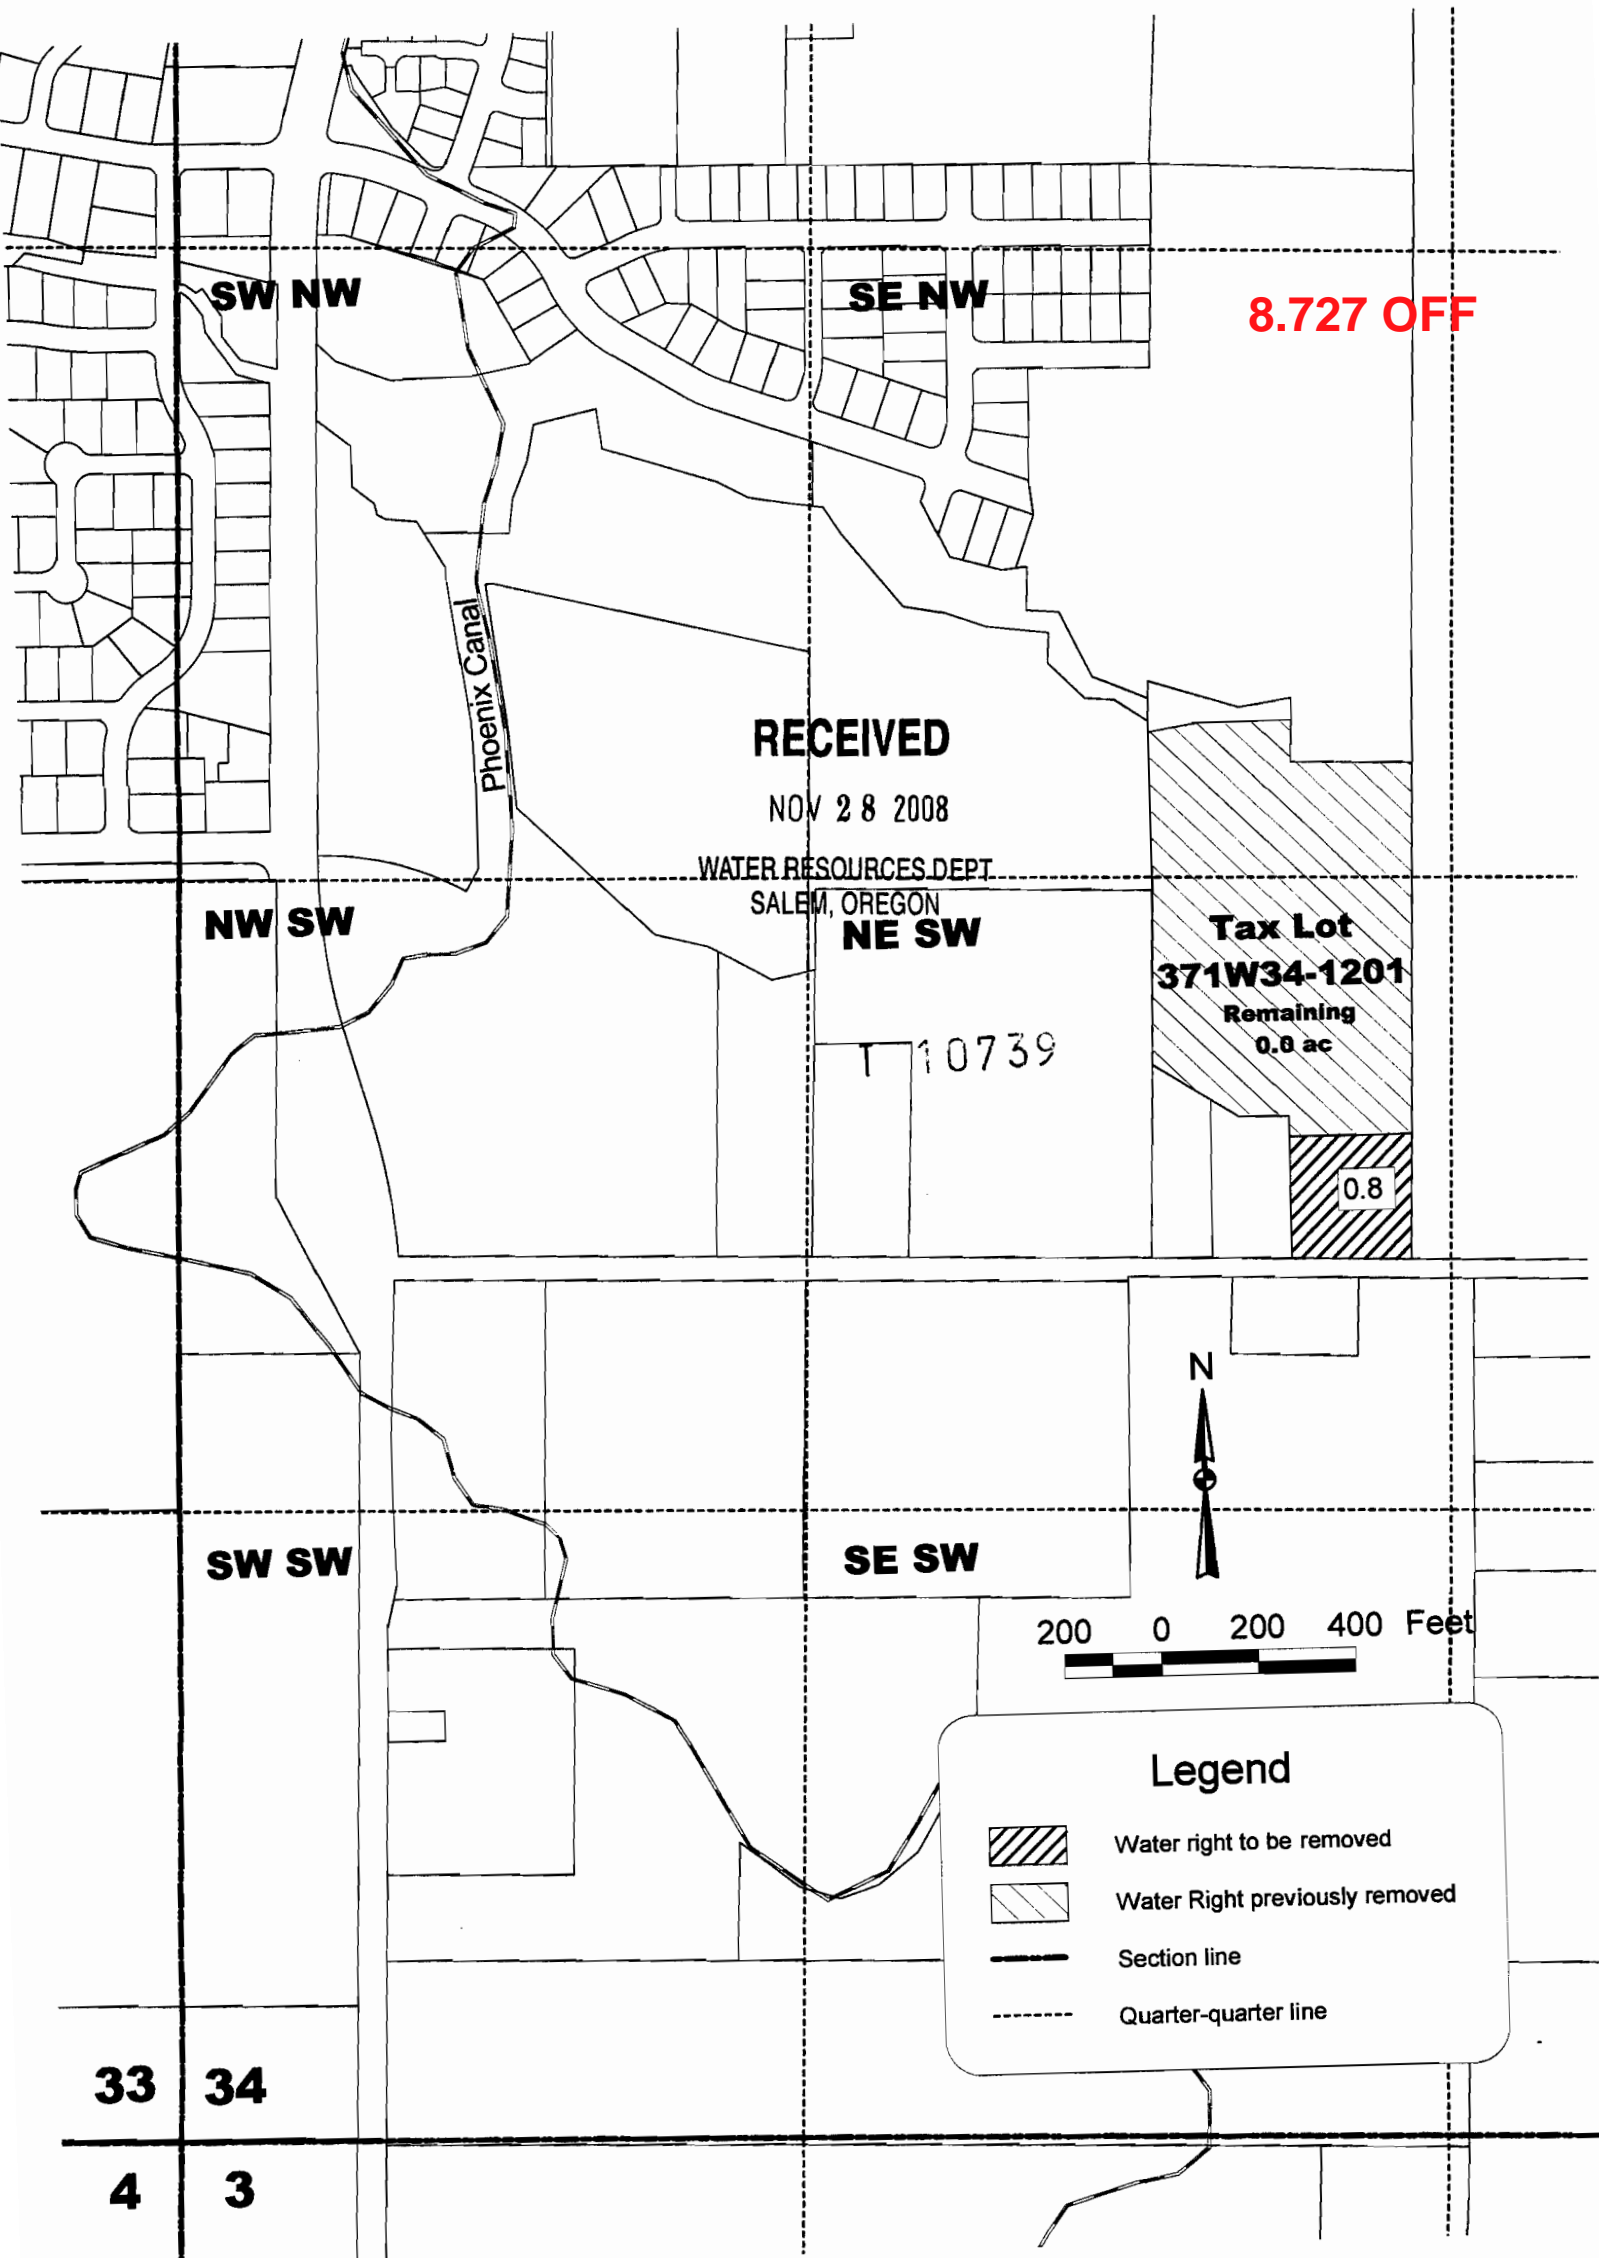 SW NW
SE NW
8.727 OFF
Phoenix Canal
RECEIVED
NOV 28 2008
WATER RESOURCES DEPT
SALEM, OREGON
NW SW
NE SW
Tax Lot
371W34-1201
Remaining
0.0 ac
T 10739
0.8
N
SW SW
SE SW
200 0 200 400 Feet
Legend
Water right to be removed
Water Right previously removed
Section line
Quarter-quarter line
33 34
4 3